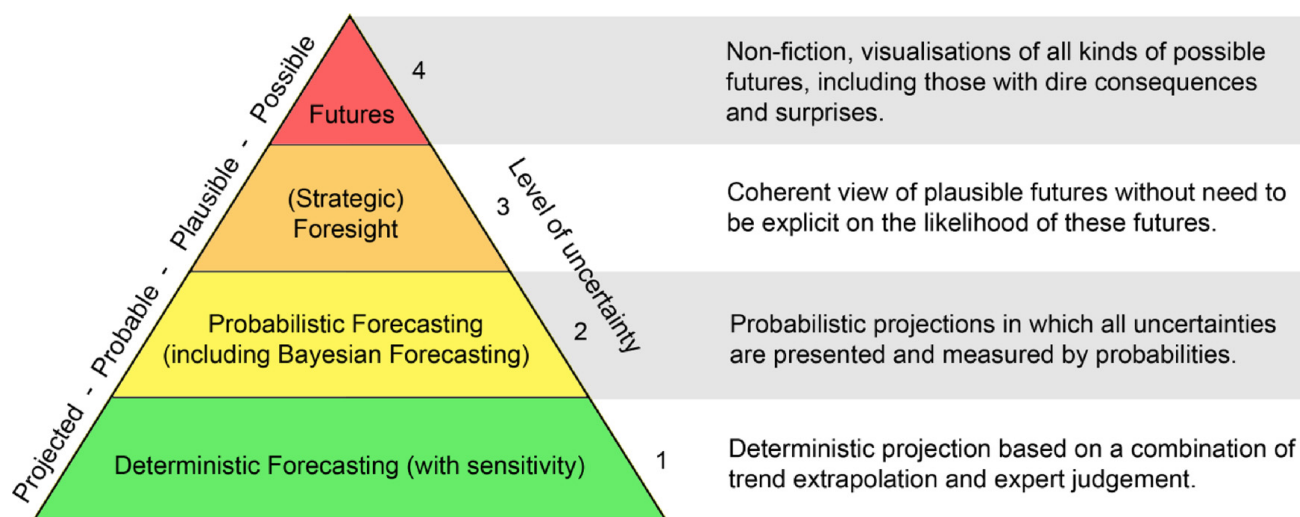 Projected - Probable - Plausible - Possible
Futures
4
Non-fiction, visualisations of all kinds of possible
futures, including those with dire consequences
and surprises.
Level of uncertainty
(Strategic)
Foresight
3
Coherent view of plausible futures without need to
be explicit on the likelihood of these futures.
Probabilistic Forecasting
(including Bayesian Forecasting)
2
Probabilistic projections in which all uncertainties
are presented and measured by probabilities.
Deterministic Forecasting (with sensitivity)
1
Deterministic projection based on a combination of
trend extrapolation and expert judgement.